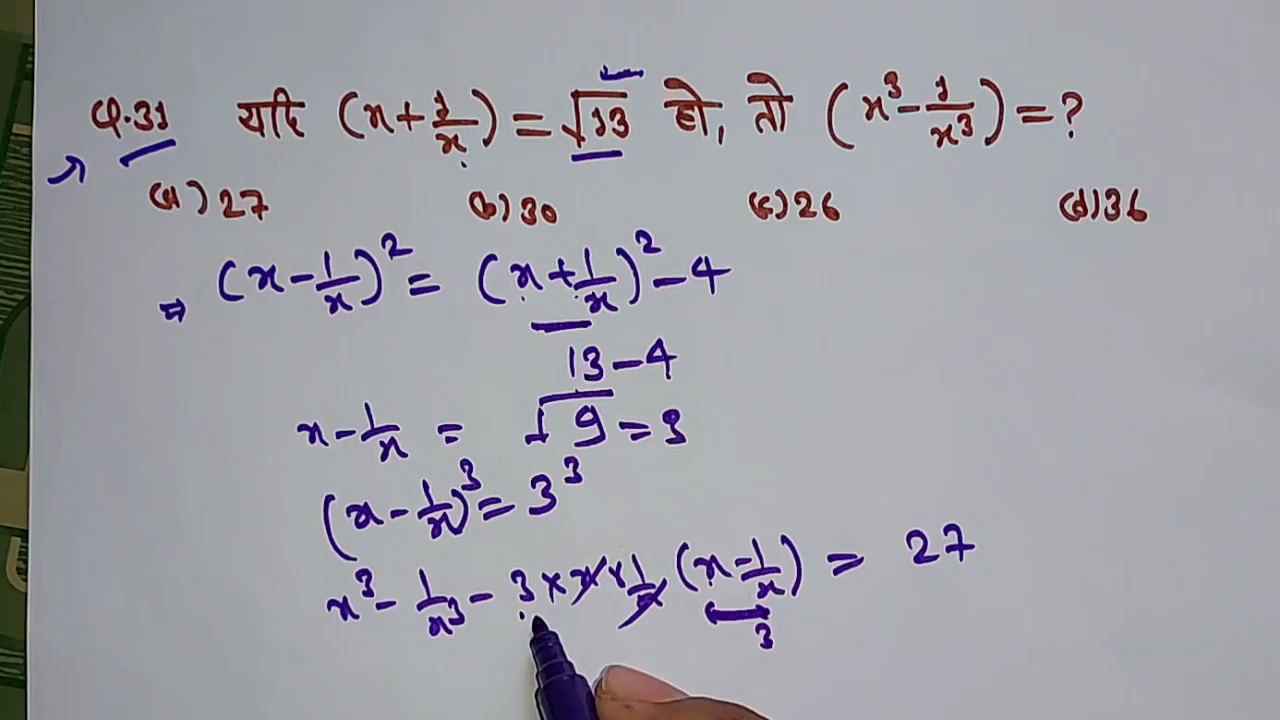 Q.31 यदि (x + 1/x) = √13 हो, तो (x³ - 1/x³) = ?
(a) 27 (b) 30 (c) 26 (d) 36
⇒ (x - 1/x)² = (x + 1/x)² - 4
13 - 4
x - 1/x = √9 = 3
(x - 1/x)³ = 3³
x³ - 1/x³ - 3 × x × 1/x (x - 1/x) = 27
3